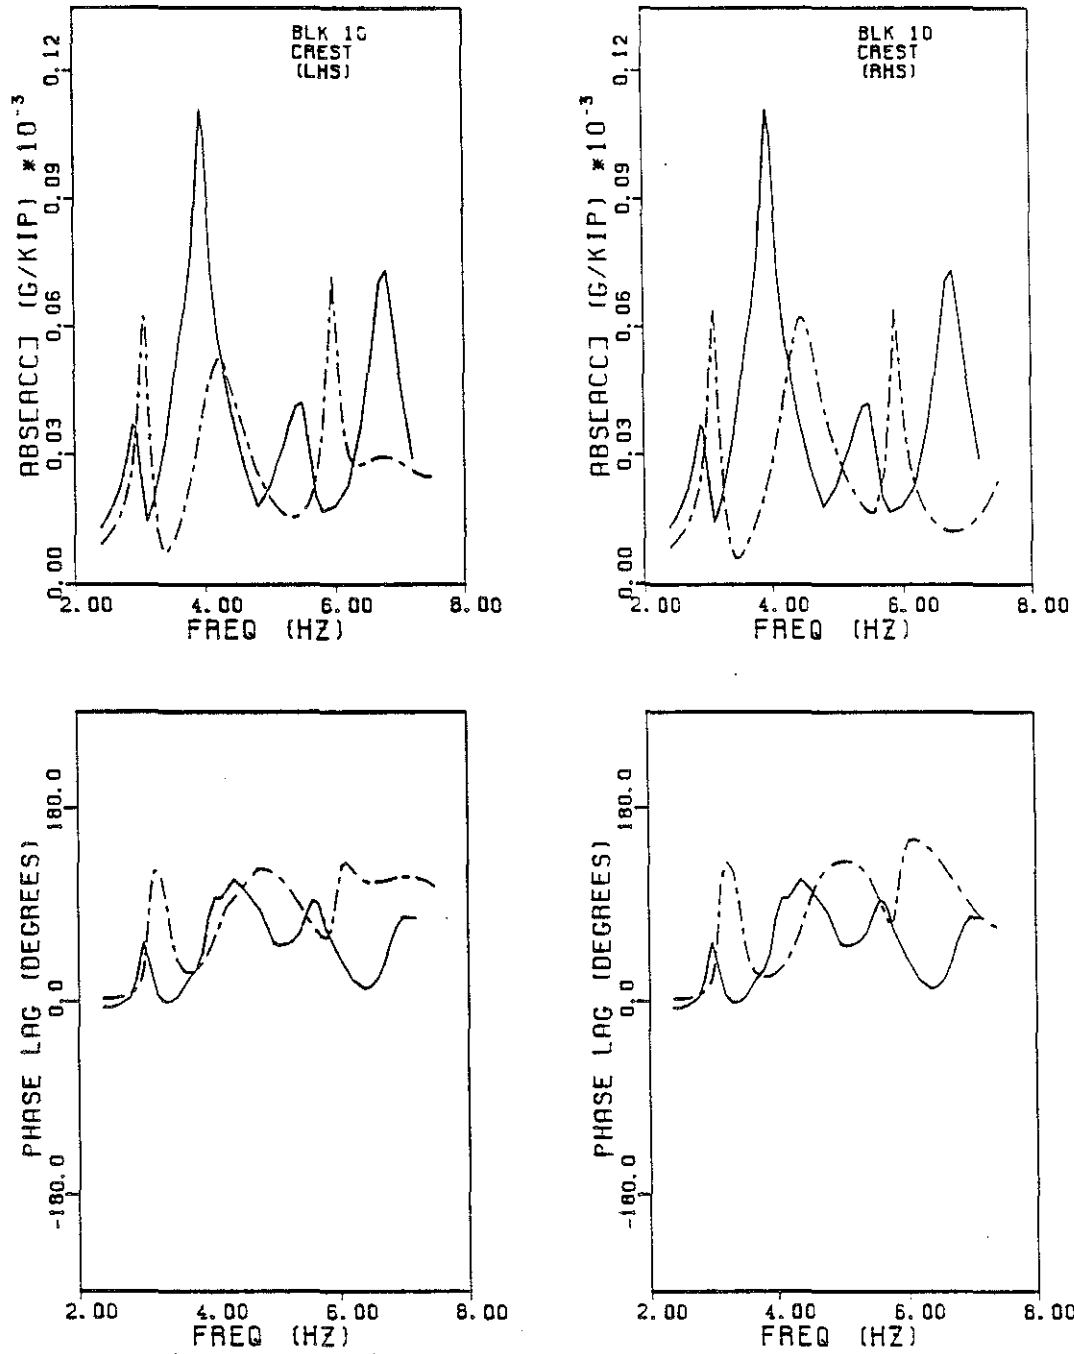 BLK 10
CREST
(LHS)
ABS[ACC] (G/KIP) *10-3
0.12
0.09
0.06
0.03
0.00
2.00 4.00 6.00 8.00
FREQ (HZ)
BLK 10
CREST
(RHS)
ABS[ACC] (G/KIP) *10-3
0.12
0.09
0.06
0.03
0.00
2.00 4.00 6.00 8.00
FREQ (HZ)
PHASE LAG (DEGREES)
180.0
0.0
-180.0
2.00 4.00 6.00 8.00
FREQ (HZ)
PHASE LAG (DEGREES)
180.0
0.0
-180.0
2.00 4.00 6.00 8.00
FREQ (HZ)